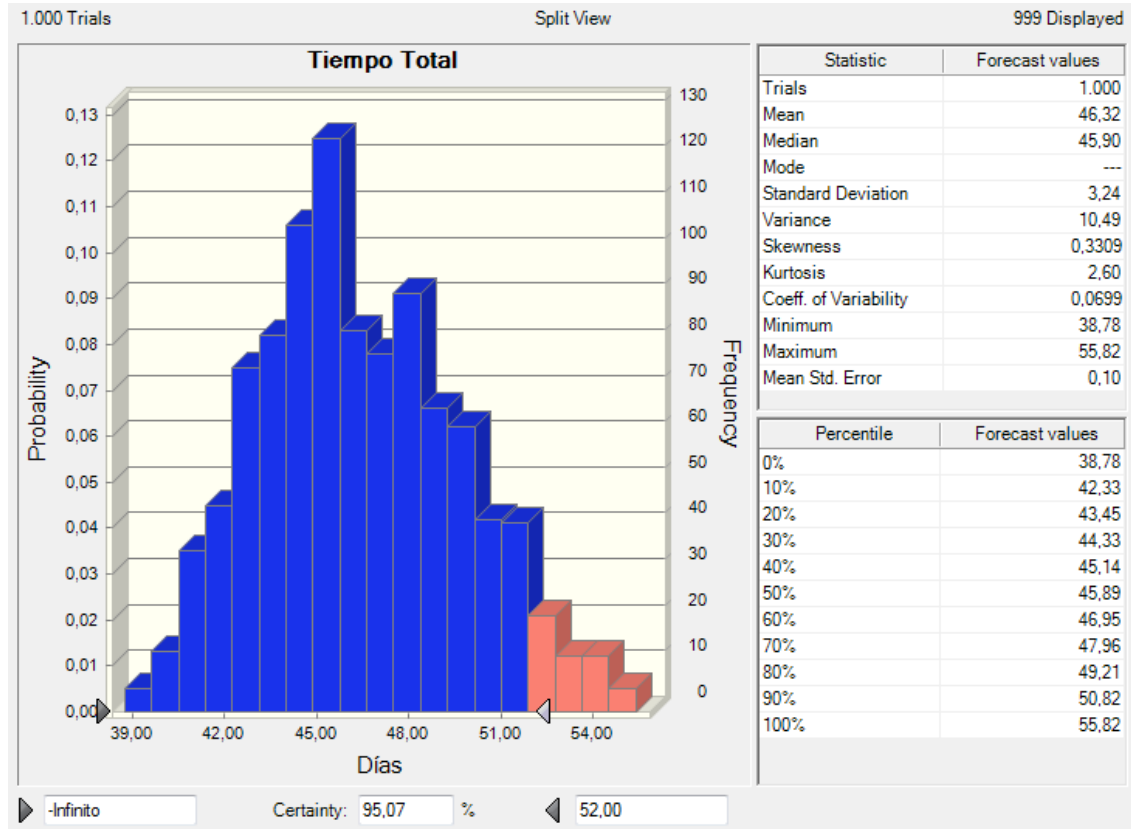 1.000 Trials Split View 999 Displayed
Tiempo Total
Probability
0,13
0,12
0,11
0,10
0,09
0,08
0,07
0,06
0,05
0,04
0,03
0,02
0,01
0,00
130
120
110
100
90
80
70
60
50
40
30
20
10
0
Frequency
39,00 42,00 45,00 48,00 51,00 54,00
Días
Statistic Forecast values
Trials 1.000
Mean 46,32
Median 45,90
Mode ---
Standard Deviation 3,24
Variance 10,49
Skewness 0,3309
Kurtosis 2,60
Coeff. of Variability 0,0699
Minimum 38,78
Maximum 55,82
Mean Std. Error 0,10
Percentile Forecast values
0% 38,78
10% 42,33
20% 43,45
30% 44,33
40% 45,14
50% 45,89
60% 46,95
70% 47,96
80% 49,21
90% 50,82
100% 55,82
-Infinito Certainty: 95,07 % 52,00